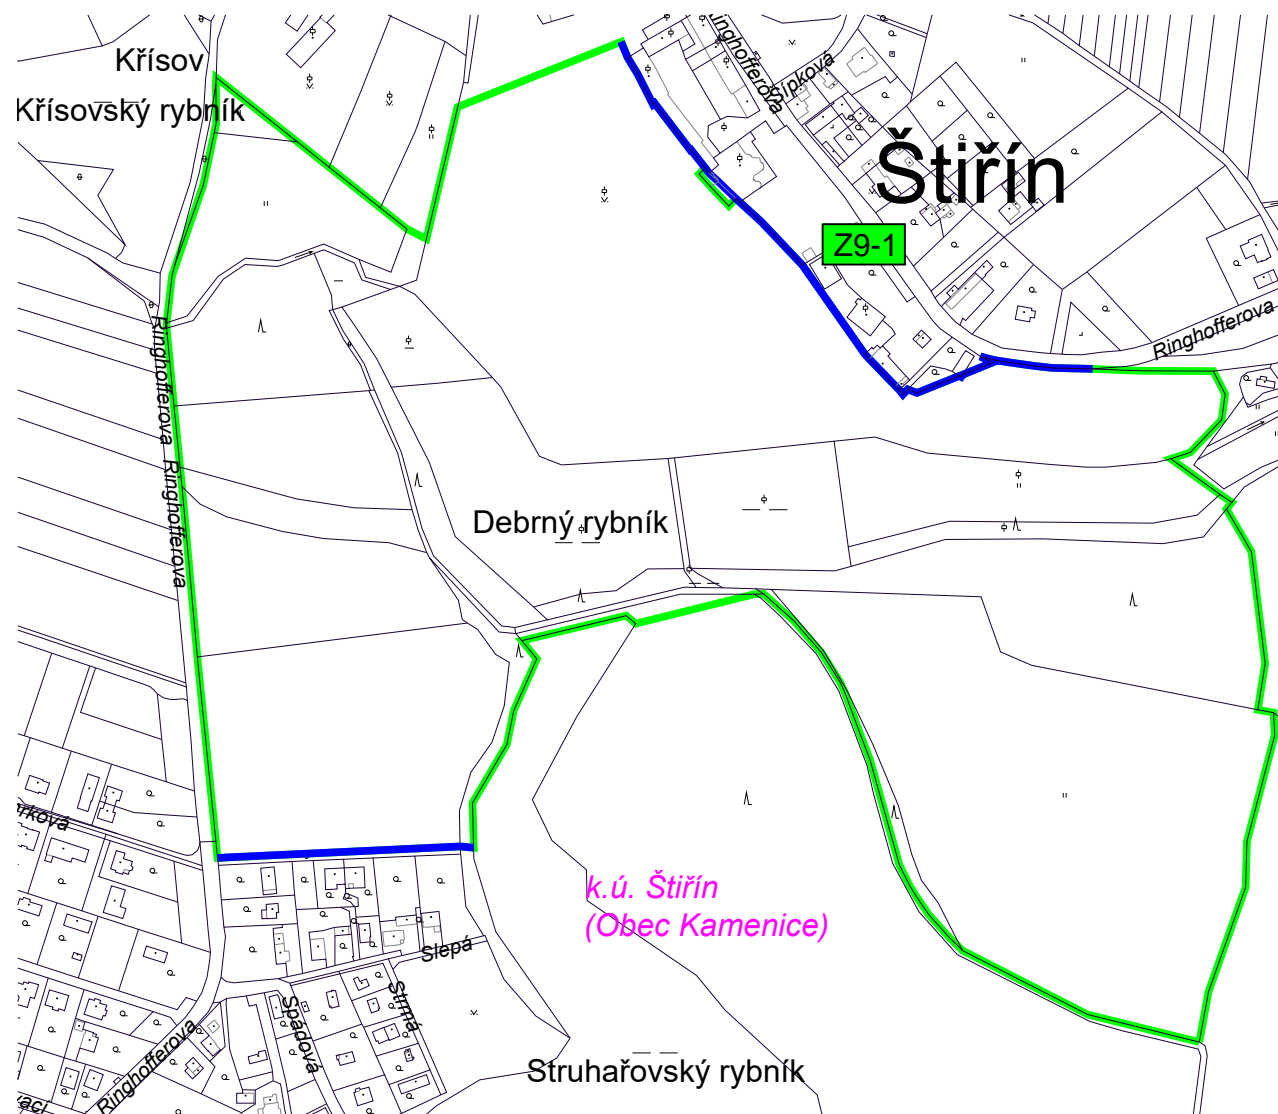 Křísov
Křísovský rybník
Ringhofferova
Šípková
Štiřín
Z9-1
Ringhofferova
Ringhofferova
Ringhofferova
Debrný rybník
k.ú. Štiřín
(Obec Kamenice)
Slepá
Strmá
Spádová
Ringhofferova
Struhařovský rybník